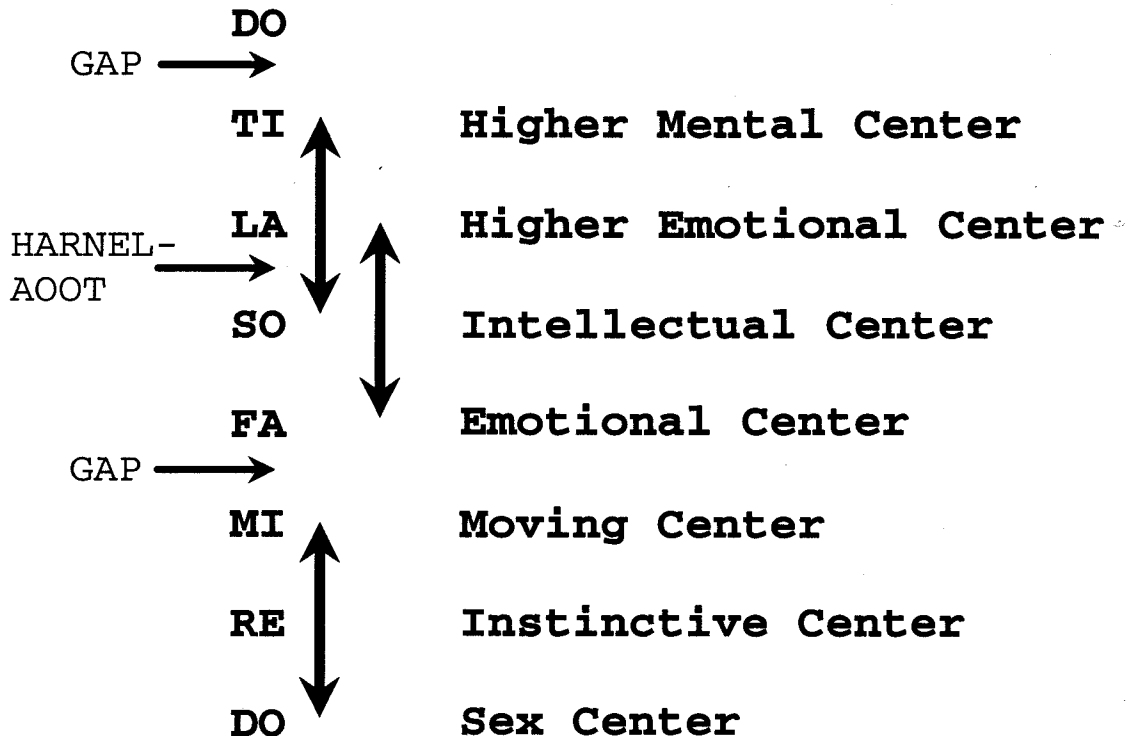 DO
GAP
TI Higher Mental Center
LA Higher Emotional Center
HARNEL-
AOOT
SO Intellectual Center
FA Emotional Center
GAP
MI Moving Center
RE Instinctive Center
DO Sex Center